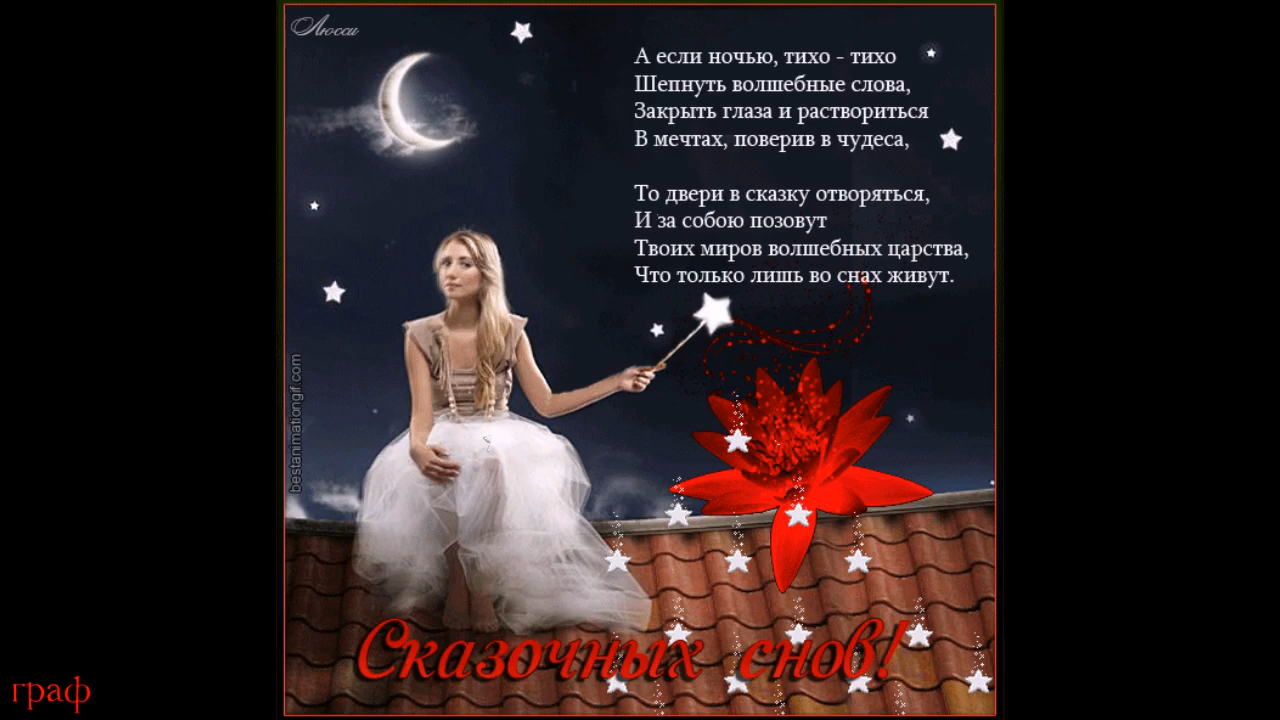 Люсси
А если ночью, тихо - тихо
Шепнуть волшебные слова,
Закрыть глаза и раствориться
В мечтах, поверив в чудеса,
То двери в сказку отворяться,
И за собою позовут
Твоих миров волшебных царства,
Что только лишь во снах живут.
bestanimationgif.com
Сказочных снов!
граф